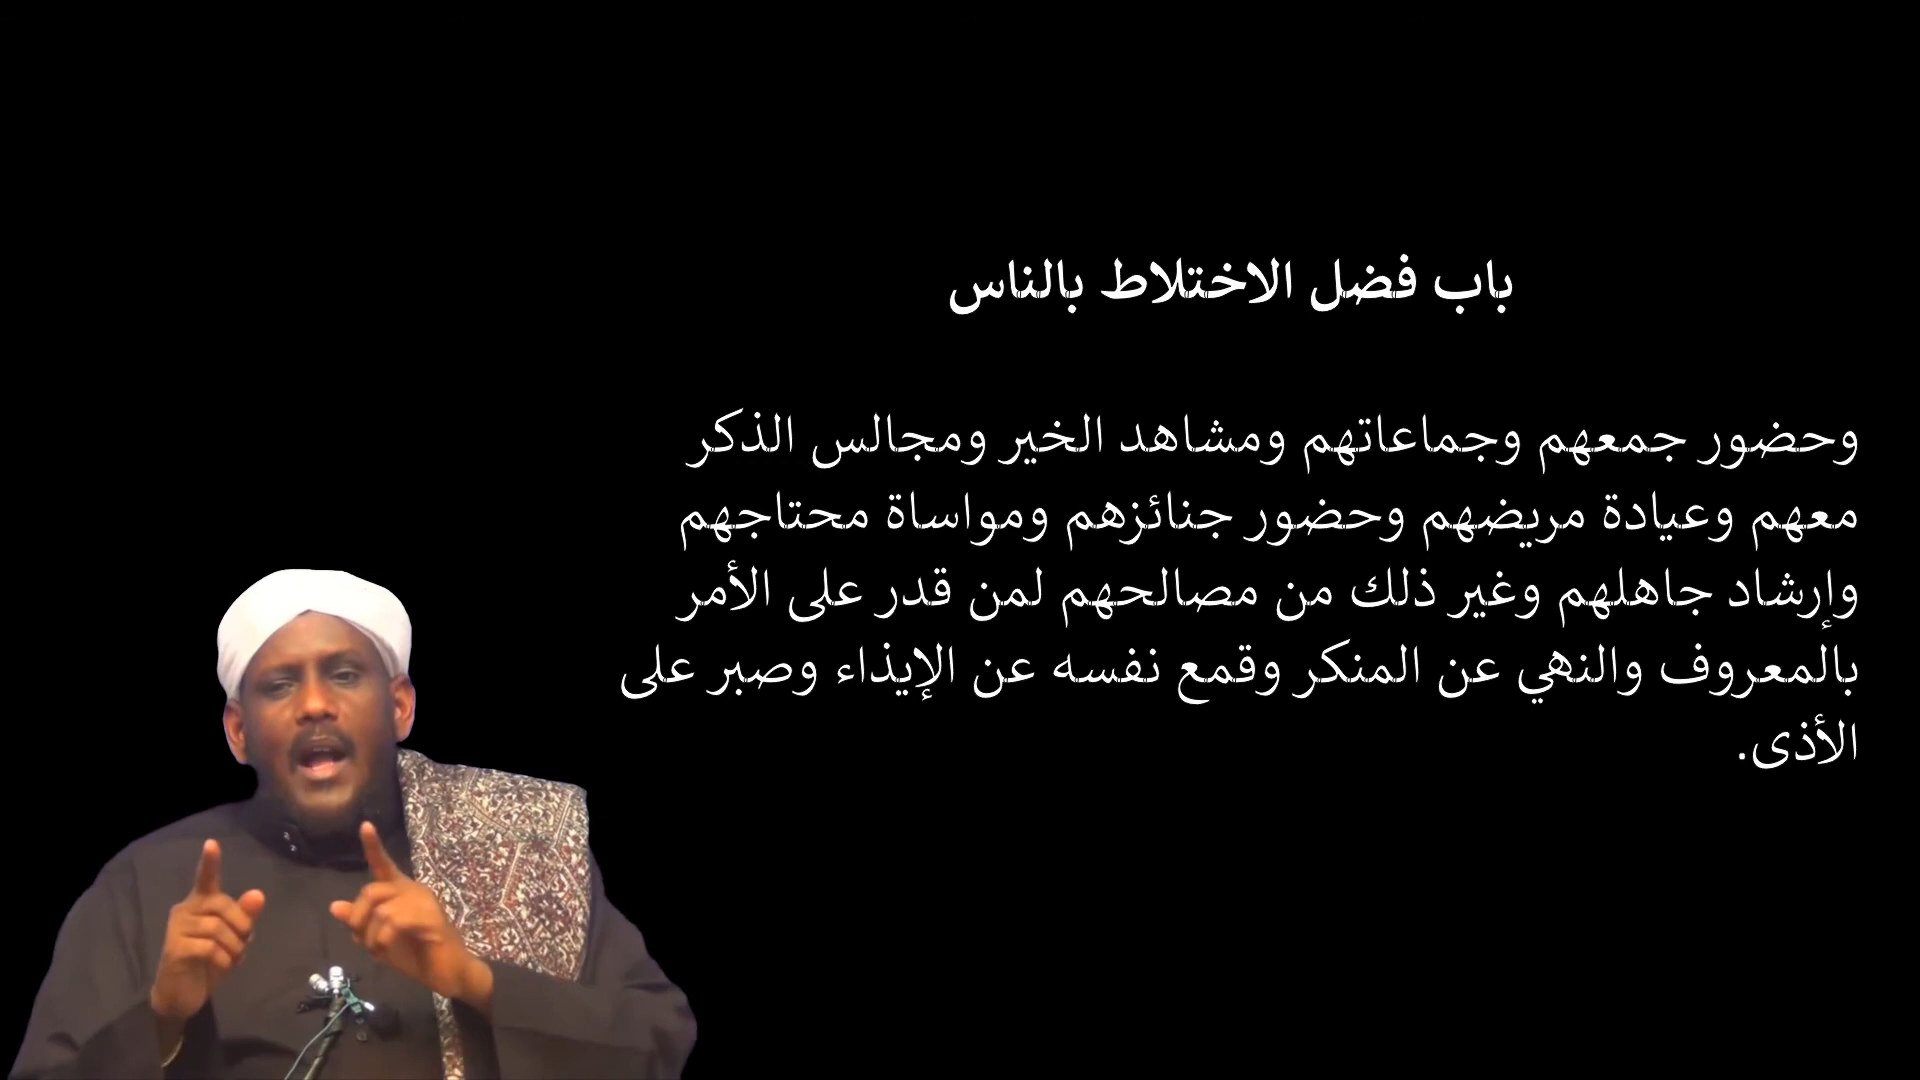 باب فضل الاختلاط بالناس
وحضور جمعهم وجماعاتهم ومشاهد الخير ومجالس الذكر
معهم وعيادة مريضهم وحضور جنائزهم ومواساة محتاجهم
وإرشاد جاهلهم وغير ذلك من مصالحهم لمن قدر على الأمر
بالمعروف والنهي عن المنكر وقمع نفسه عن الإيذاء وصبر على
الأذى.